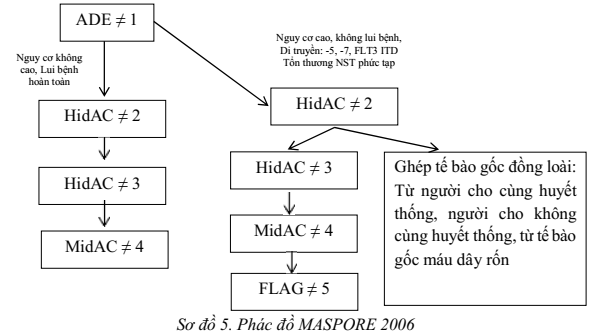 ADE ≠ 1
Nguy cơ không
cao, Lui bệnh
hoàn toàn
Nguy cơ cao, không lui bệnh,
Di truyền: -5, -7, FLT3 ITD
Tổn thương NST phức tạp
HidAC ≠ 2
HidAC ≠ 3
MidAC ≠ 4
HidAC ≠ 2
HidAC ≠ 3
MidAC ≠ 4
FLAG ≠ 5
Ghép tế bào gốc đồng loài:
Từ người cho cùng huyết
thống, người cho không
cùng huyết thống, từ tế bào
gốc máu dây rốn
Sơ đồ 5. Phác đồ MASPORE 2006